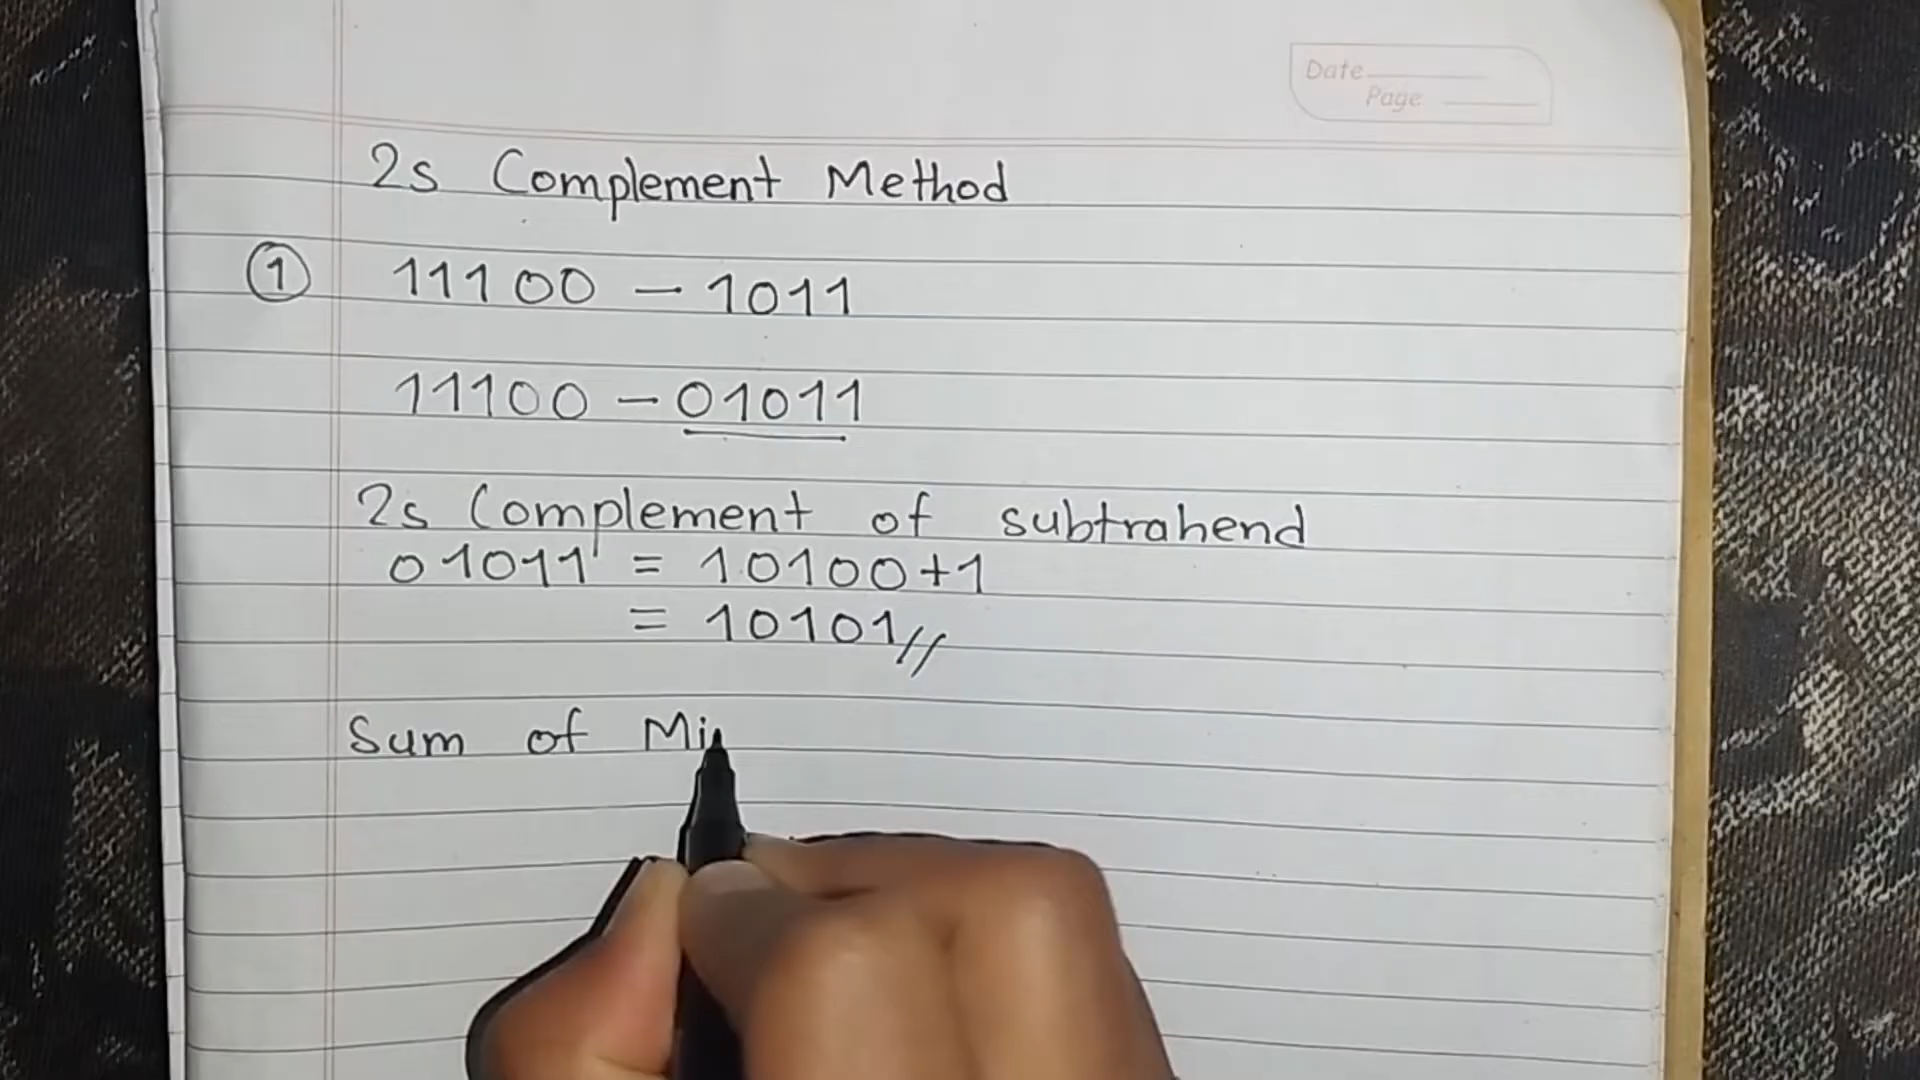 Date
Page
2s Complement Method
① 11100 - 1011
11100 - 01011
2s Complement of subtrahend
01011' = 10100+1
= 10101//
Sum of Mi